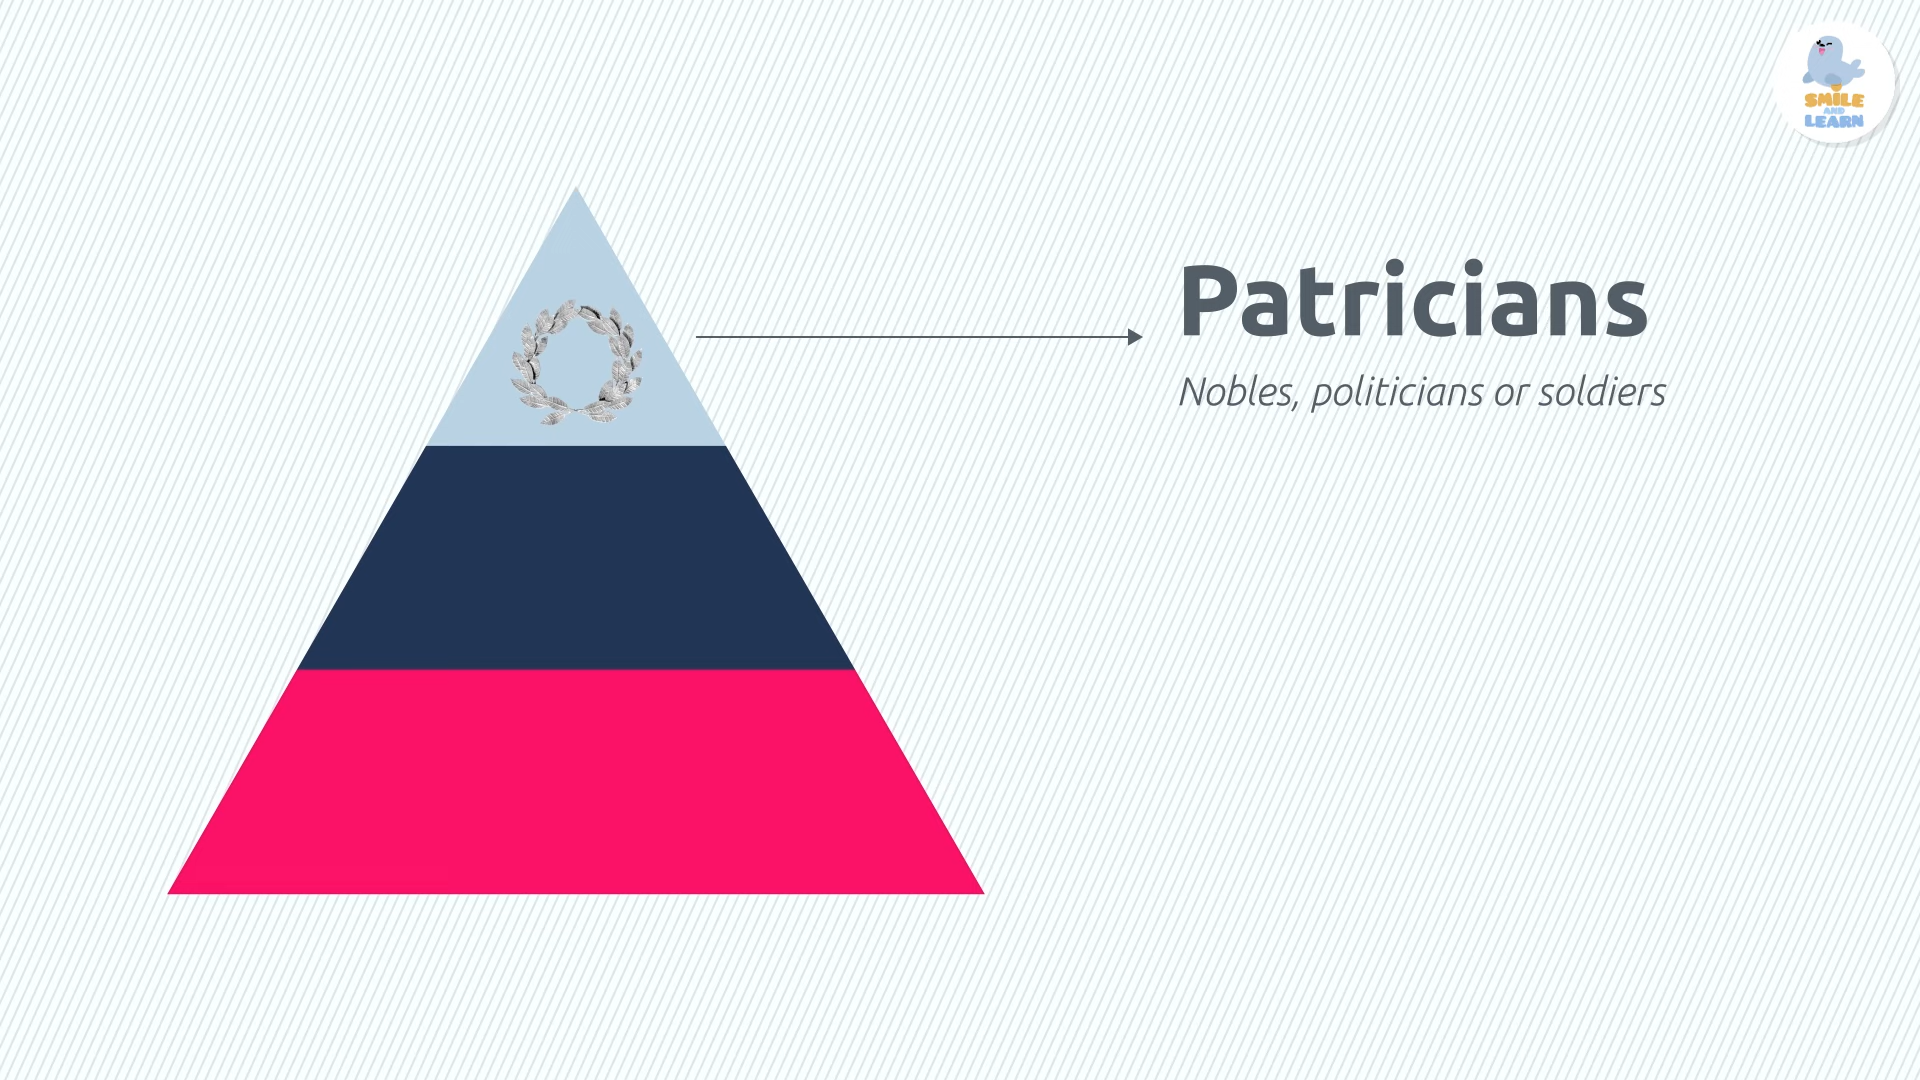 SMILE
AND
LEARN
Patricians
Nobles, politicians or soldiers